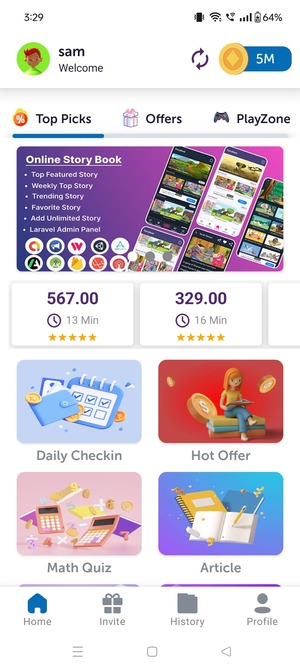 3:29
64%
sam
Welcome
5M
Top Picks
Offers
PlayZone
Online Story Book
• Top Featured Story
• Weekly Top Story
• Trending Story
• Favorite Story
• Add Unlimited Story
• Laravel Admin Panel
567.00
329.00
13 Min
16 Min
Daily Checkin
Hot Offer
Math Quiz
Article
Home
Invite
History
Profile